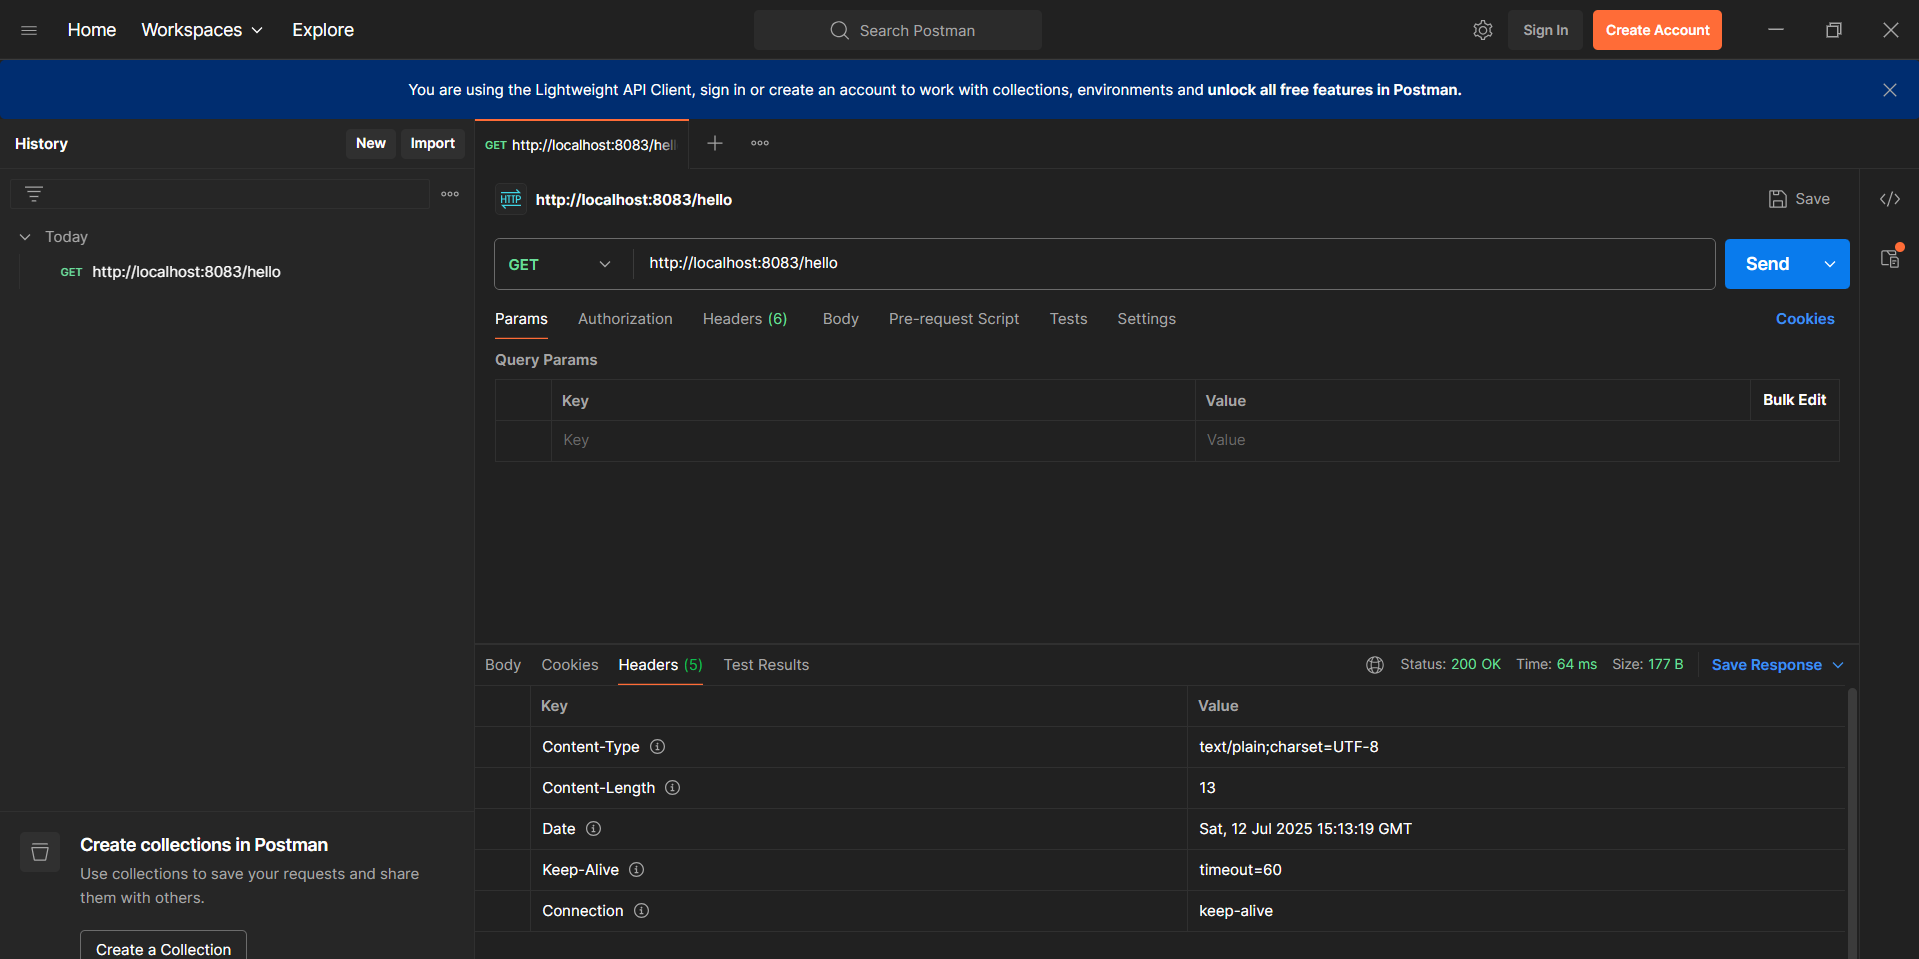 Home Workspaces Explore Search Postman Sign In Create Account
You are using the Lightweight API Client, sign in or create an account to work with collections, environments and unlock all free features in Postman.
History New Import
GET http://localhost:8083/hell
HTTP http://localhost:8083/hello Save
Today
GET http://localhost:8083/hello
GET http://localhost:8083/hello Send
Params Authorization Headers (6) Body Pre-request Script Tests Settings Cookies
Query Params
Key Value Bulk Edit
Key Value
Body Cookies Headers (5) Test Results Status: 200 OK Time: 64 ms Size: 177 B Save Response
Key Value
Content-Type text/plain;charset=UTF-8
Content-Length 13
Date Sat, 12 Jul 2025 15:13:19 GMT
Keep-Alive timeout=60
Connection keep-alive
Create collections in Postman
Use collections to save your requests and share
them with others.
Create a Collection